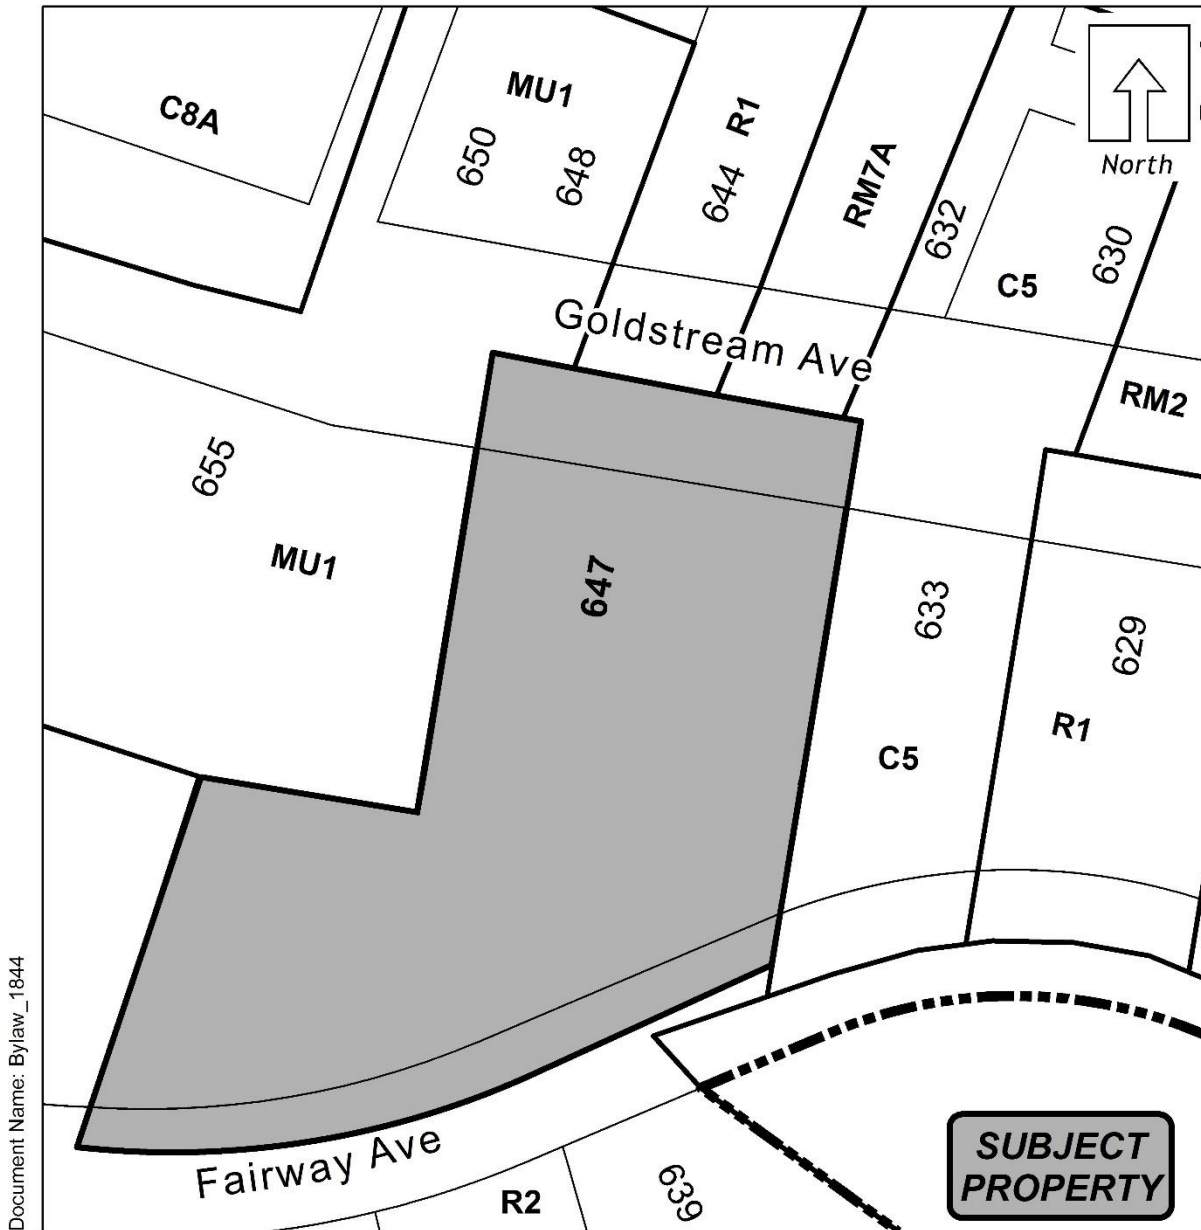 C8A
MU1
650
648
R1
644
RM7A
632
C5
630
North
Goldstream Ave
RM2
655
MU1
647
633
629
R1
C5
Fairway Ave
R2
639
SUBJECT
PROPERTY
Document Name: Bylaw_1844